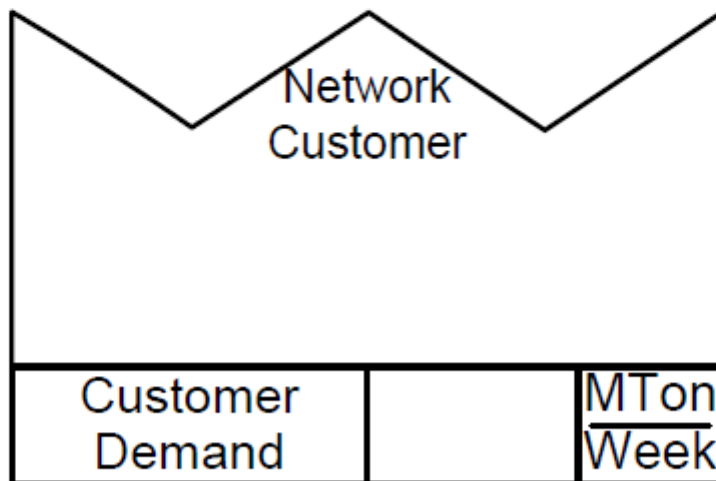 Network
Customer
Customer
Demand
MTon
Week